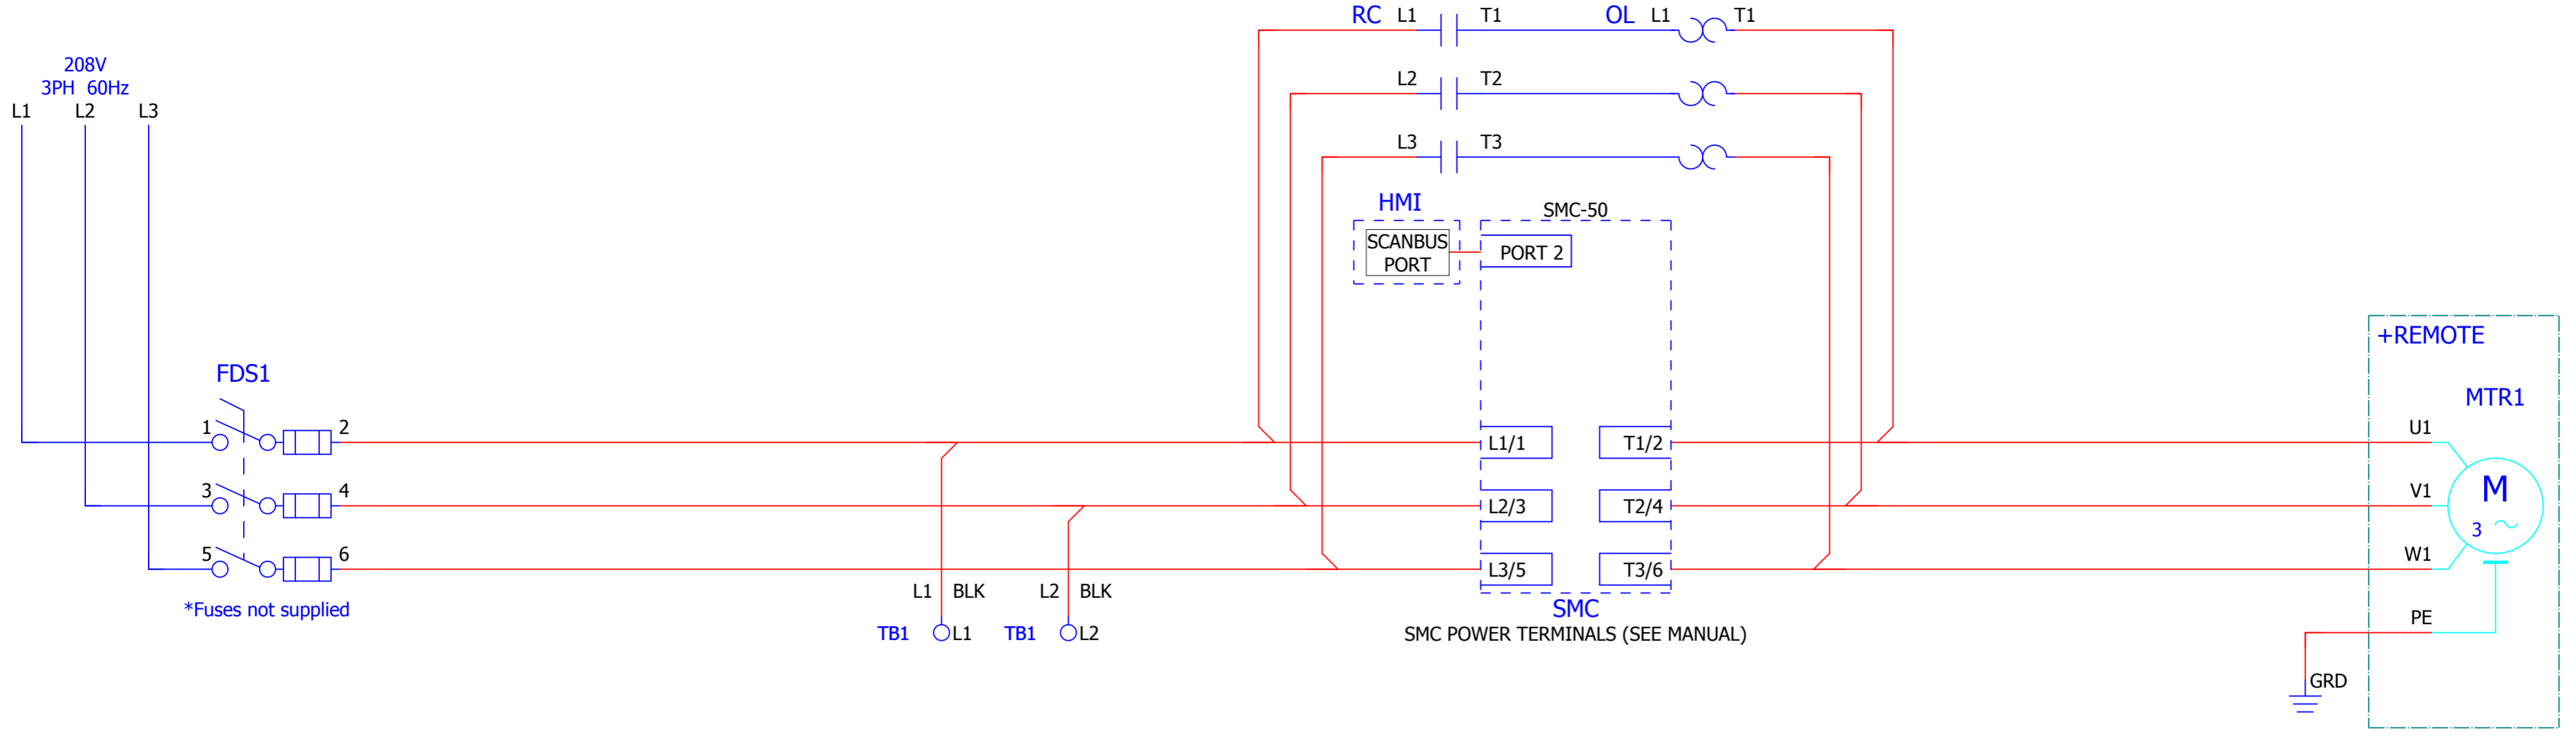 RC L1 T1 OL L1 T1
208V
3PH 60Hz
L1 L2 L3
L2 T2
L3 T3
HMI
SCANBUS
PORT
SMC-50
PORT 2
+REMOTE
FDS1
MTR1
1 2
L1/1 T1/2
U1
3 4
L2/3 T2/4
V1
M
3
5 6
L3/5 T3/6
W1
*Fuses not supplied
L1 BLK L2 BLK
TB1 L1 TB1 L2
SMC
SMC POWER TERMINALS (SEE MANUAL)
PE
GRD